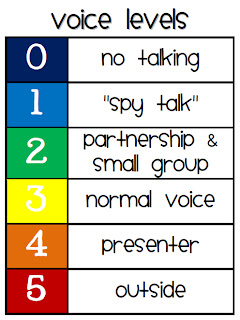 voice levels
0 no talking
1 "spy talk"
2 partnership &
small group
3 normal voice
4 presenter
5 outside